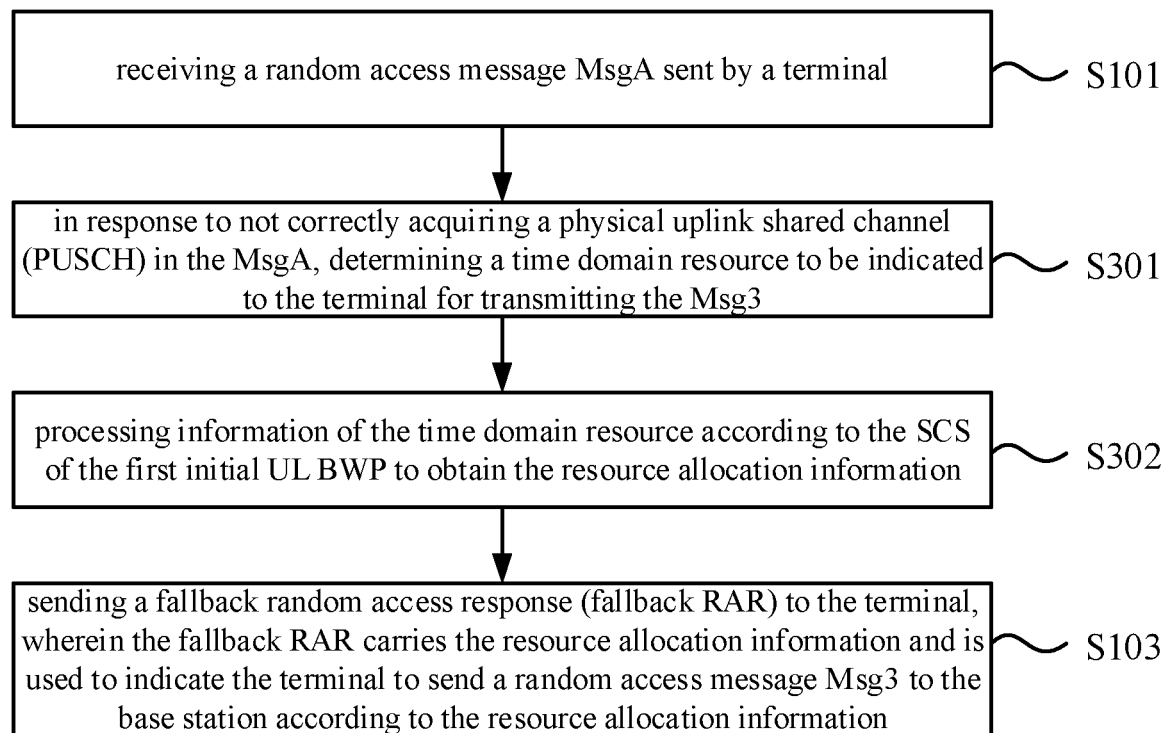 receiving a random access message MsgA sent by a terminal
S101
in response to not correctly acquiring a physical uplink shared channel
(PUSCH) in the MsgA, determining a time domain resource to be indicated
to the terminal for transmitting the Msg3
S301
processing information of the time domain resource according to the SCS
of the first initial UL BWP to obtain the resource allocation information
S302
sending a fallback random access response (fallback RAR) to the terminal,
wherein the fallback RAR carries the resource allocation information and is
used to indicate the terminal to send a random access message Msg3 to the
base station according to the resource allocation information
S103